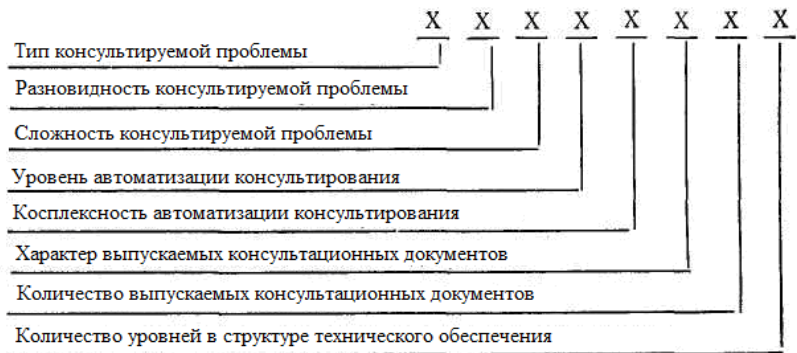 X X X X X X X X
Тип консультируемой проблемы
Разновидность консультируемой проблемы
Сложность консультируемой проблемы
Уровень автоматизации консультирования
Косплексность автоматизации консультирования
Характер выпускаемых консультационных документов
Количество выпускаемых консультационных документов
Количество уровней в структуре технического обеспечения